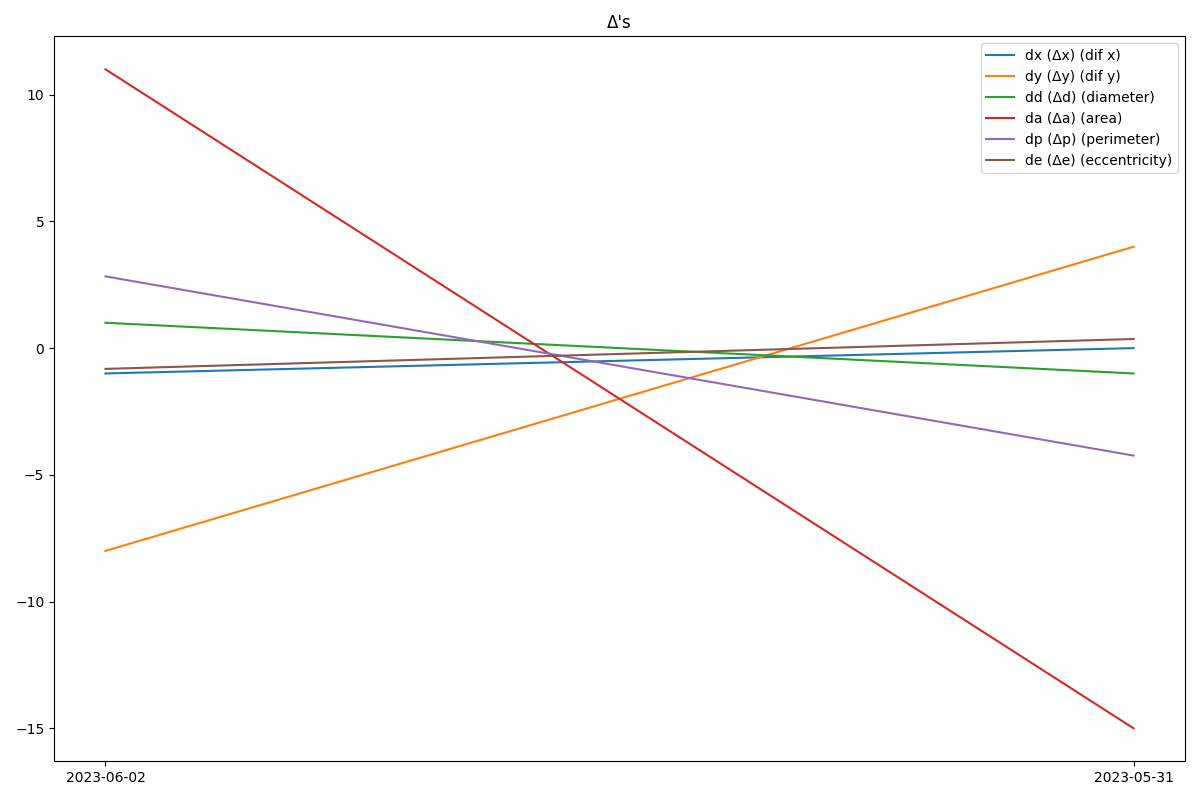 Δ's
dx (Δx) (dif x)
dy (Δy) (dif y)
dd (Δd) (diameter)
da (Δa) (area)
dp (Δp) (perimeter)
de (Δe) (eccentricity)
10
5
0
−5
−10
−15
2023-06-02 2023-05-31